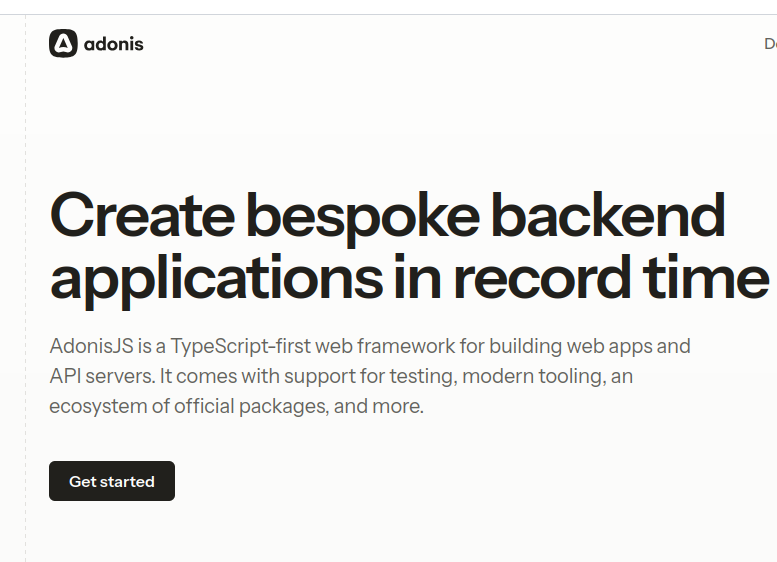 adonis
Create bespoke backend
applications in record time
AdonisJS is a TypeScript-first web framework for building web apps and
API servers. It comes with support for testing, modern tooling, an
ecosystem of official packages, and more.
Get started